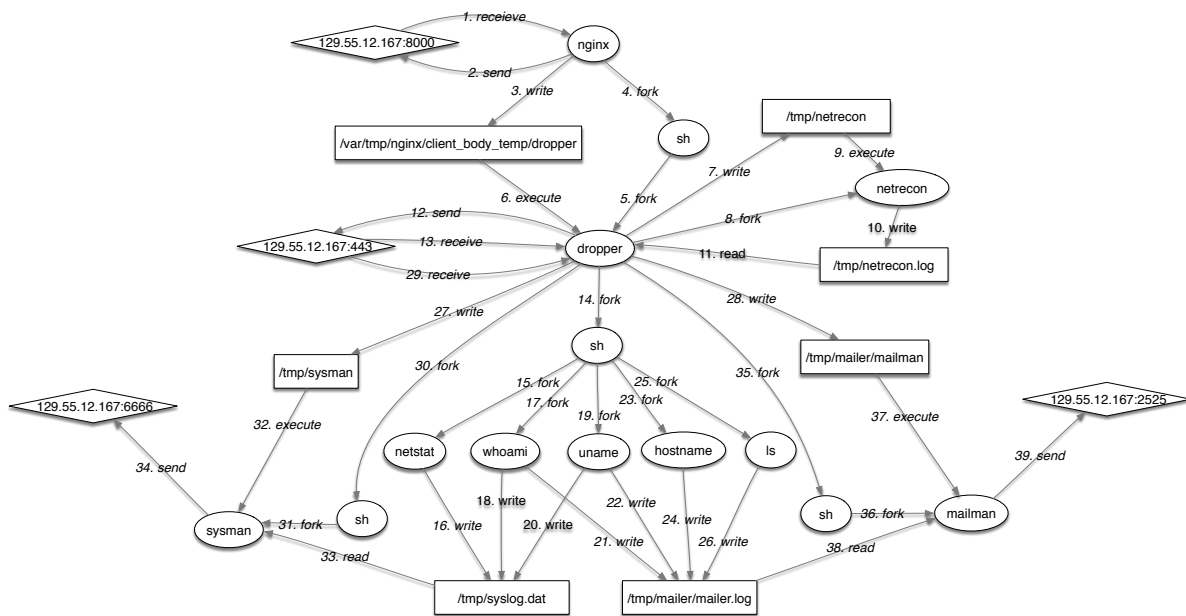 1. receieve
129.55.12.167:8000
nginx
2. send
3. write
4. fork
/tmp/netrecon
sh
/var/tmp/nginx/client_body_temp/dropper
9. execute
7. write
netrecon
5. fork
6. execute
8. fork
12. send
10. write
129.55.12.167:443
13. receive
dropper
11. read
/tmp/netrecon.log
29. receive
14. fork
28. write
27. write
sh
/tmp/mailer/mailman
30. fork
35. fork
/tmp/sysman
15. fork
25. fork
17. fork
23. fork
129.55.12.167:6666
129.55.12.167:2525
19. fork
37. execute
32. execute
netstat
whoami
uname
hostname
ls
39. send
34. send
18. write
22. write
24. write
sh
sh
36. fork
mailman
sysman
31. fork
16. write
20. write
21. write
26. write
38. read
33. read
/tmp/syslog.dat
/tmp/mailer/mailer.log